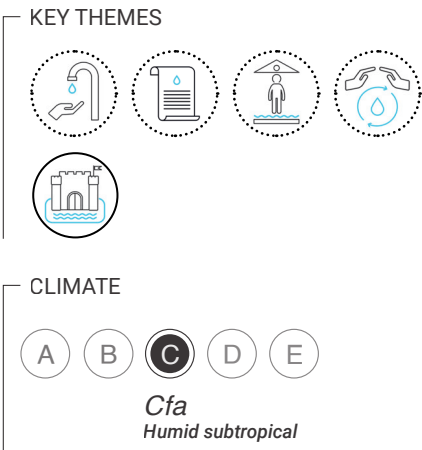 KEY THEMES
CLIMATE
A B C D E
Cfa
Humid subtropical